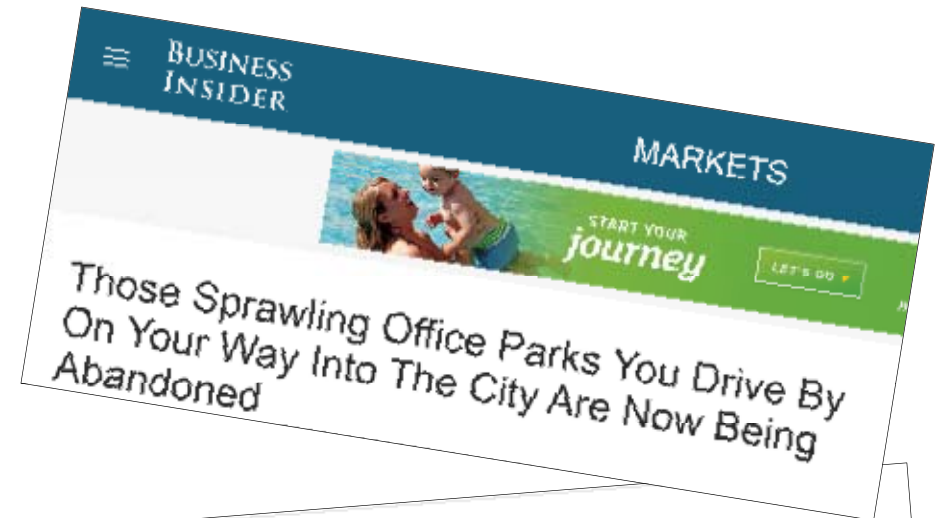 BUSINESS
INSIDER
MARKETS
START YOUR
journey
LET'S GO
Those Sprawling Office Parks You Drive By
On Your Way Into The City Are Now Being
Abandoned